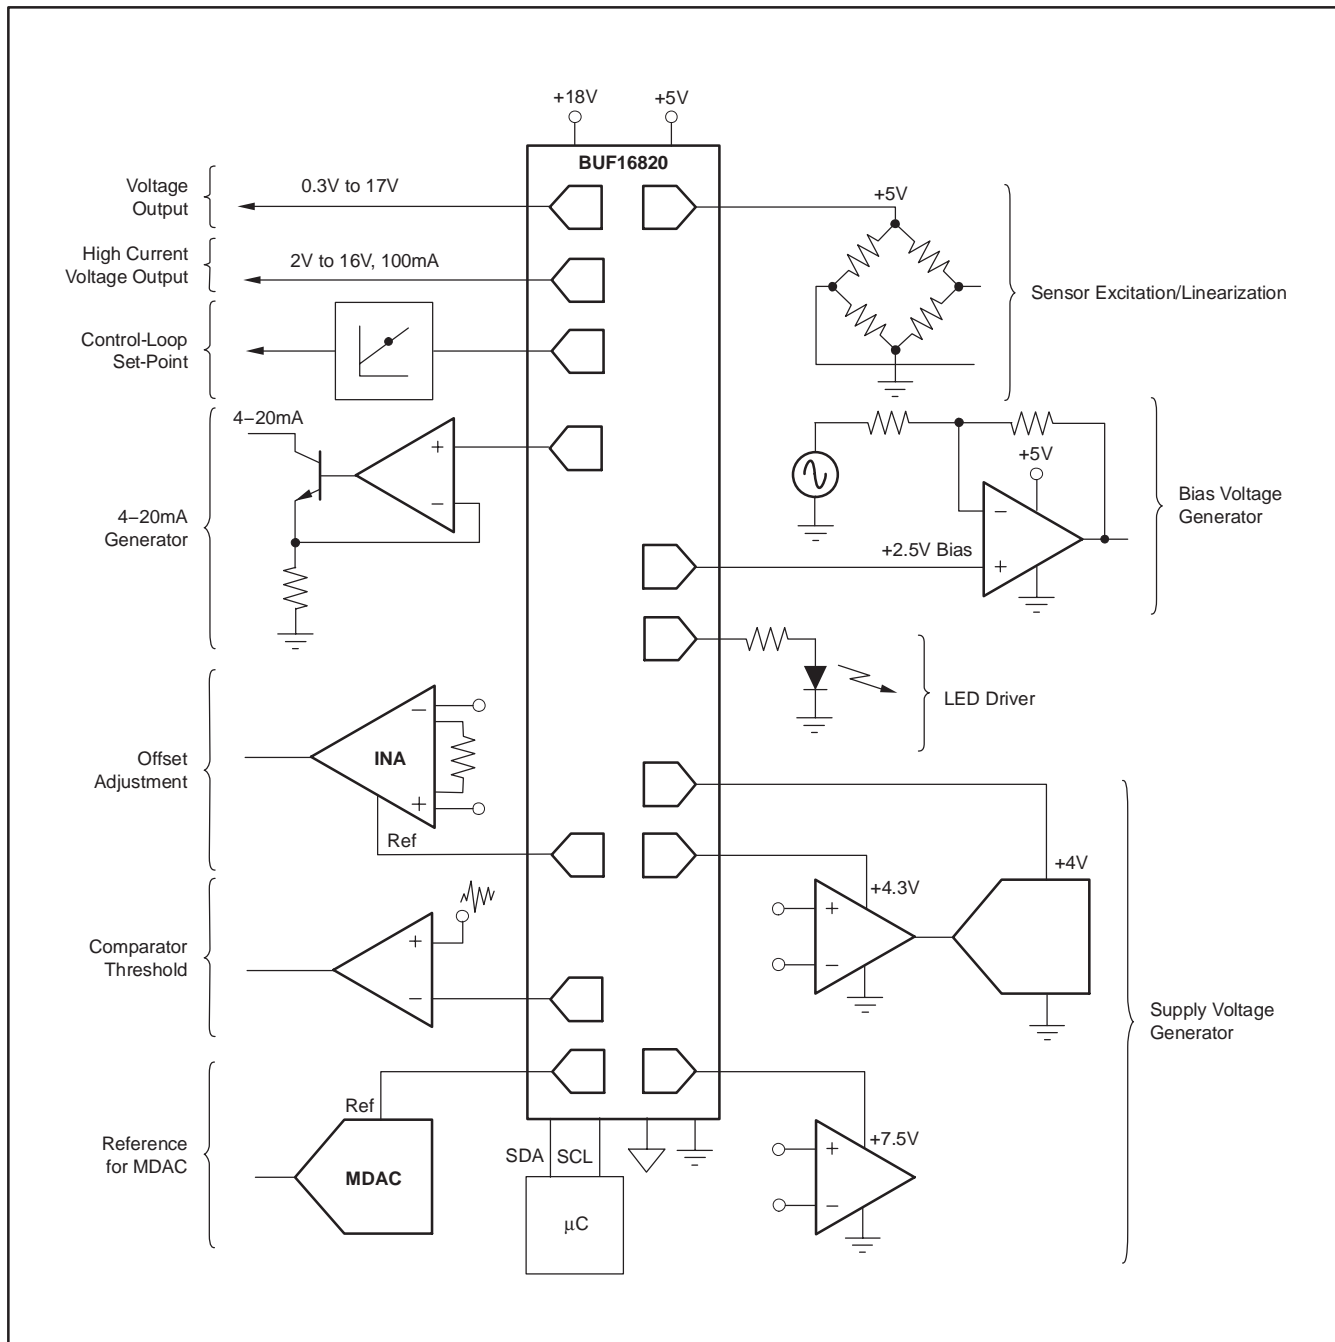 +18V
+5V
BUF16820
Voltage
Output
0.3V to 17V
High Current
Voltage Output
2V to 16V, 100mA
Control-Loop
Set-Point
4–20mA
+
−
4–20mA
Generator
Offset
Adjustment
−
INA
+
Ref
Comparator
Threshold
+
−
Reference
for MDAC
Ref
MDAC
SDA
SCL
μC
+5V
Sensor Excitation/Linearization
+5V
−
+2.5V Bias
+
Bias Voltage
Generator
LED Driver
+4V
+4.3V
+
−
Supply Voltage
Generator
+7.5V
+
−